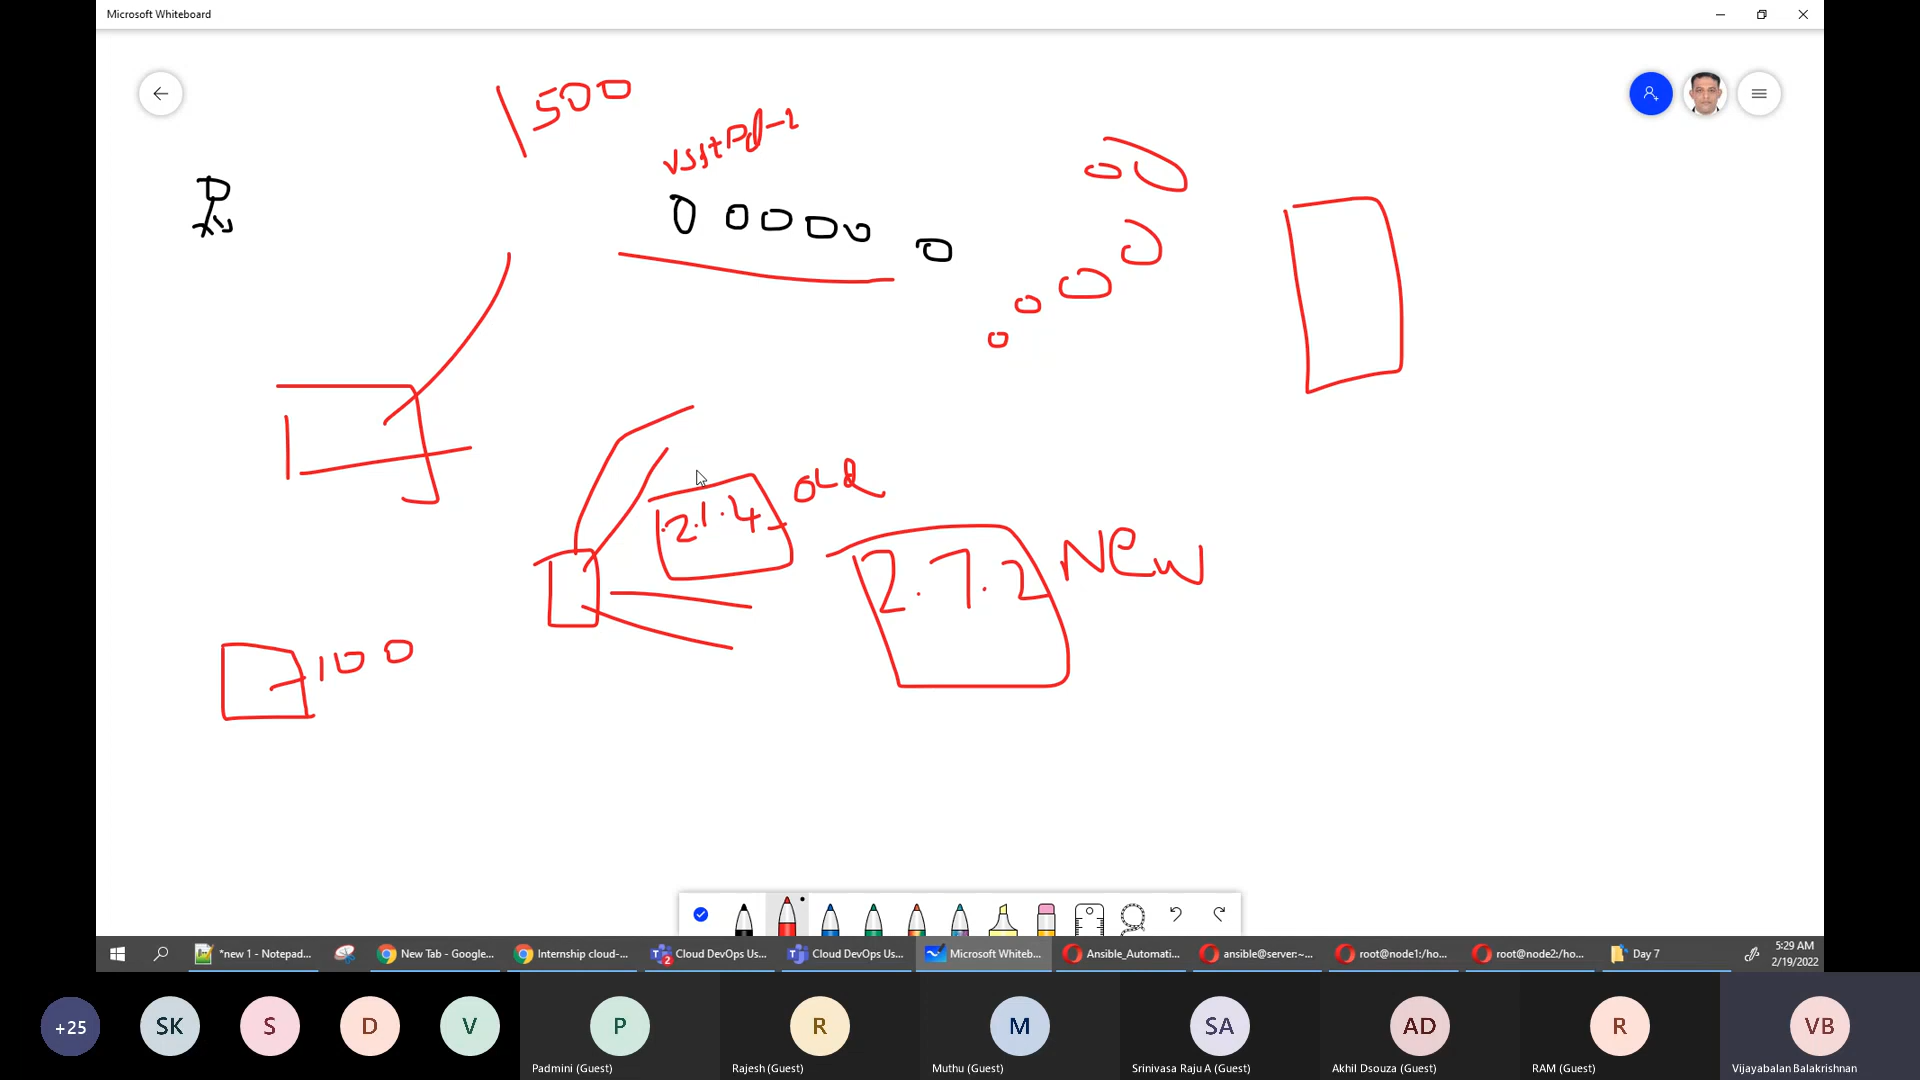 Microsoft Whiteboard
1500
2.1.4
old
2.7.2
New
100
*new 1 - Notepad...
New Tab - Google...
Internship cloud-...
2
Cloud DevOps Us...
Cloud DevOps Us...
Microsoft Whiteb...
Ansible_Automati...
ansible@server:~...
root@node1:/ho...
root@node2:/ho...
Day 7
5:29 AM
2/19/2022
+25
SK
S
D
V
P
R
M
SA
AD
R
VB
Padmini (Guest)
Rajesh (Guest)
Muthu (Guest)
Srinivasa Raju A (Guest)
Akhil Dsouza (Guest)
RAM (Guest)
Vijayabalan Balakrishnan